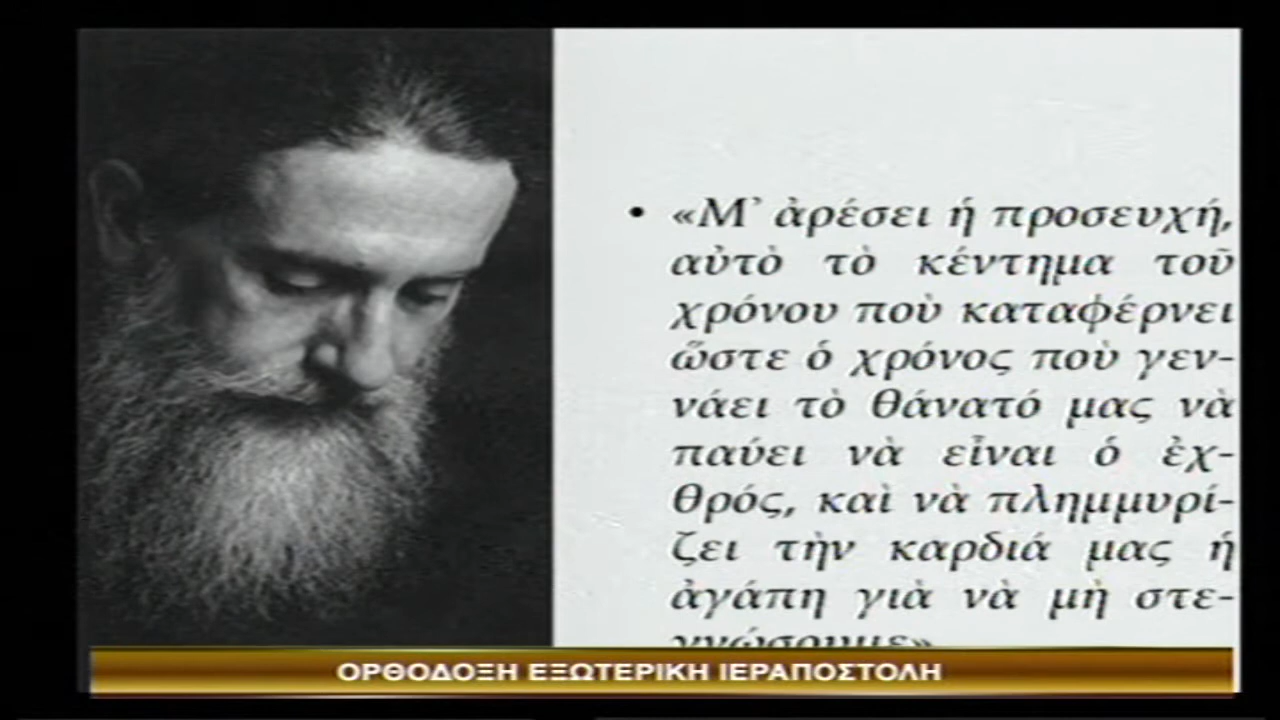 • «Μ᾿ ἀρέσει ἡ προσευχή,
αὐτὸ τὸ κέντημα τοῦ
χρόνου ποὺ καταφέρνει
ὥστε ὁ χρόνος ποὺ γεν-
νάει τὸ θάνατό μας νὰ
παύει νὰ εἶναι ὁ ἐχ-
θρός, καὶ νὰ πλημμυρί-
ζει τὴν καρδιά μας ἡ
ἀγάπη γιὰ νὰ μὴ στε-
γνώσουμε»
ΟΡΘΟΔΟΞΗ ΕΞΩΤΕΡΙΚΗ ΙΕΡΑΠΟΣΤΟΛΗ